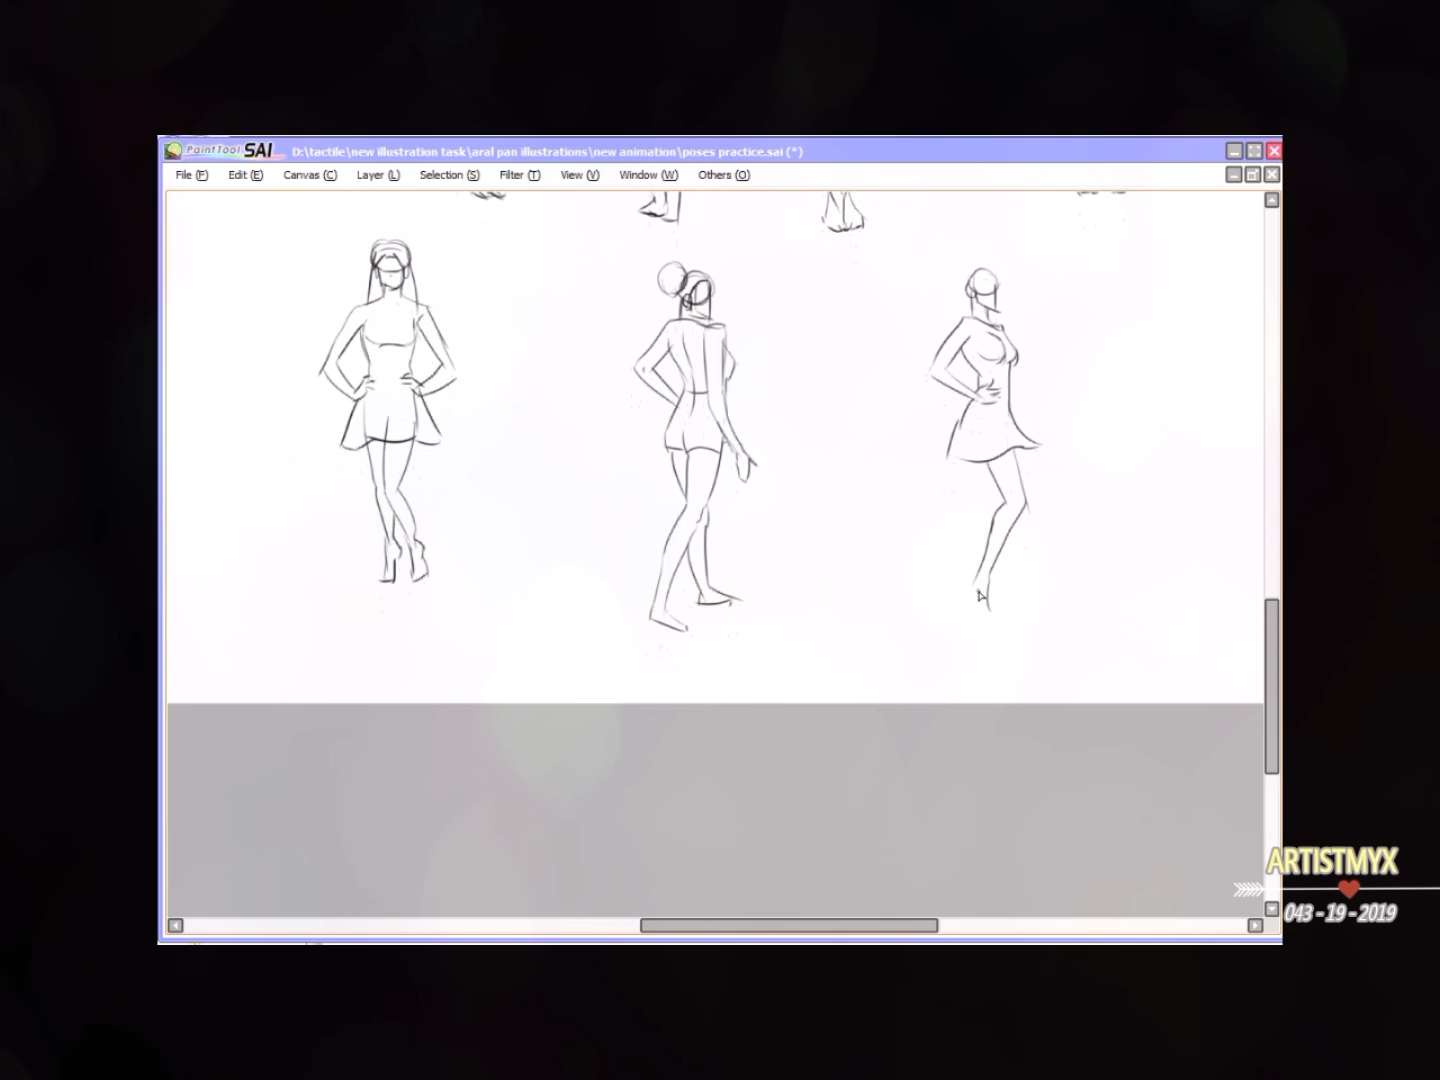 PaintTool SAI D:\tactile\new illustration task\aral pan illustrations\new animation\poses practice.sai (*)
File (F) Edit (E) Canvas (C) Layer (L) Selection (S) Filter (T) View (V) Window (W) Others (O)
ARTISTMYX
043-19-2019